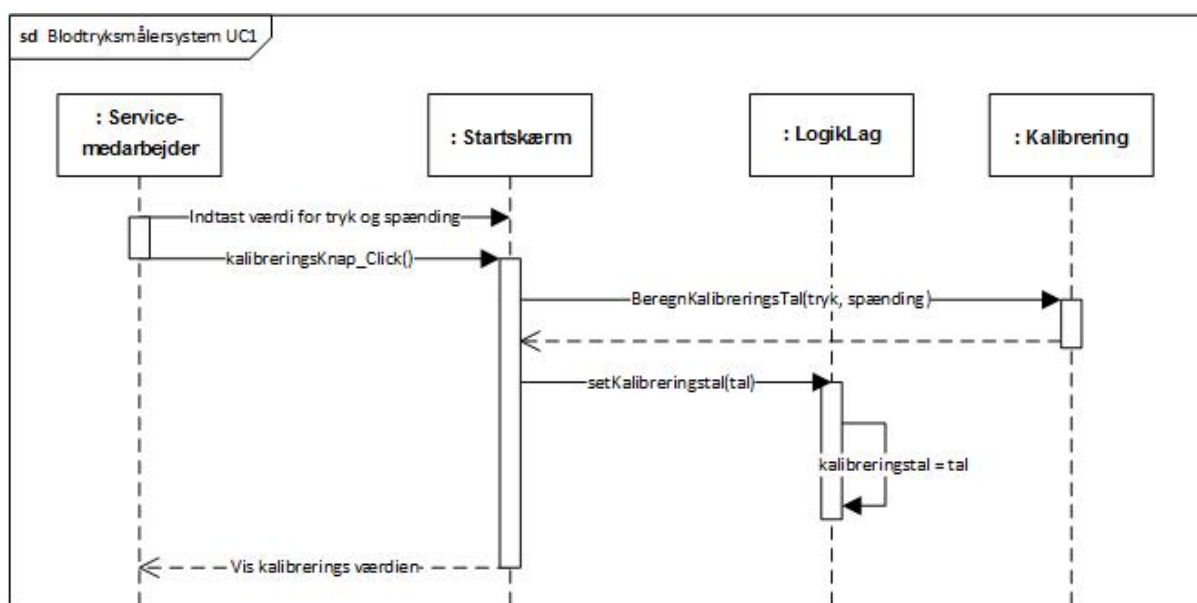 sd Blodtryksmålersystem UC1
: Service-
medarbejder
: Startskærm
: LogikLag
: Kalibrering
Indtast værdi for tryk og spænding
kalibreringsKnap_Click()
BeregnKalibreringsTal(tryk, spænding)
setKalibreringstal(tal)
kalibreringstal = tal
Vis kalibrerings værdien